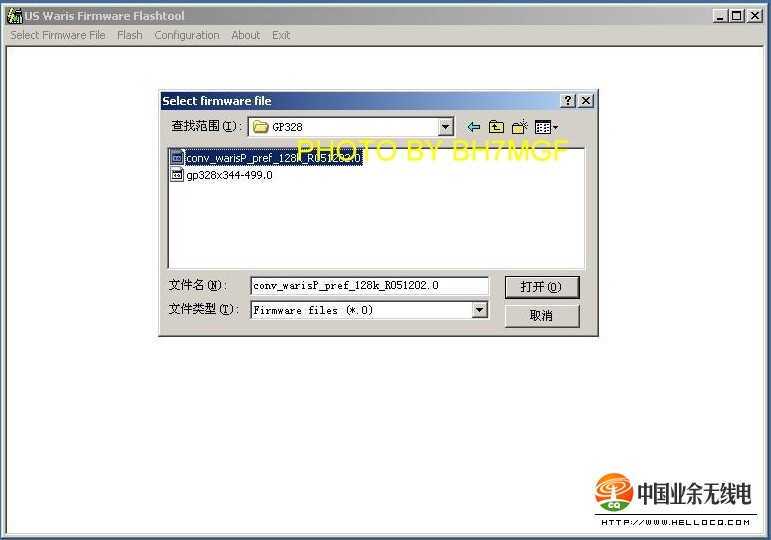 US Waris Firmware Flashtool
Select Firmware File Flash Configuration About Exit
Select firmware file
查找范围(I): GP328
PHOTO BY BH7MGF
conv_warisP_pref_128k_R051202.0
gp328x344-499.0
文件名(N): conv_warisP_pref_128k_R051202.0 打开(O)
文件类型(T): Firmware files (*.0) 取消
CQ 中国业余无线电
HTTP://WWW.HELLOCQ.COM